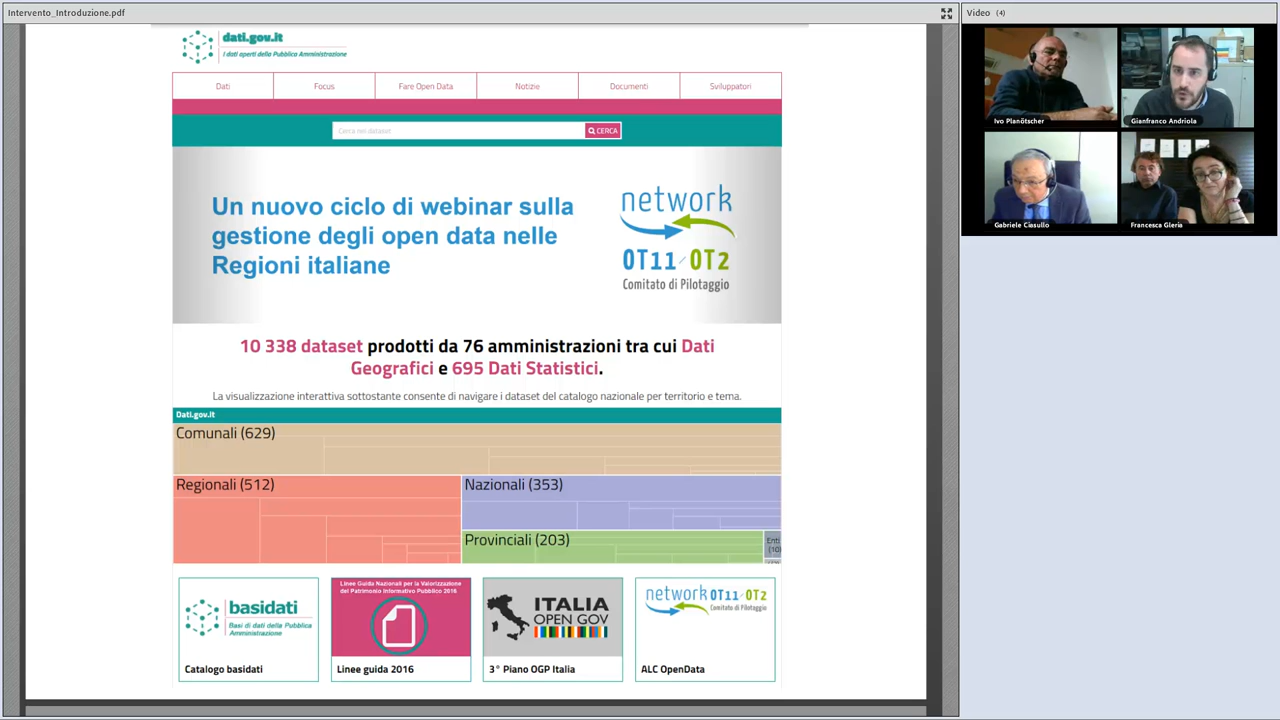 Intervento_Introduzione.pdf
Video (4)
dati.gov.it
I dati aperti della Pubblica Amministrazione
Dati
Focus
Fare Open Data
Notizie
Documenti
Sviluppatori
Cerca nei dataset
CERCA
Un nuovo ciclo di webinar sulla
gestione degli open data nelle
Regioni italiane
network
OT11 OT2
Comitato di Pilotaggio
10 338 dataset prodotti da 76 amministrazioni tra cui Dati
Geografici e 695 Dati Statistici.
La visualizzazione interattiva sottostante consente di navigare i dataset del catalogo nazionale per territorio e tema.
Dati.gov.it
Comunali (629)
Regionali (512)
Nazionali (353)
Provinciali (203)
Enti
(10)
basidati
Basi di dati della Pubblica
Amministrazione
Catalogo basidati
Linee Guida Nazionali per la Valorizzazione
del Patrimonio Informativo Pubblico 2016
Linee guida 2016
ITALIA
OPEN GOV
3° Piano OGP Italia
network OT11 OT2
Comitato di Pilotaggio
ALC OpenData
Ivo Planötscher
Gianfranco Andriola
Gabriele Ciasullo
Francesca Gleria